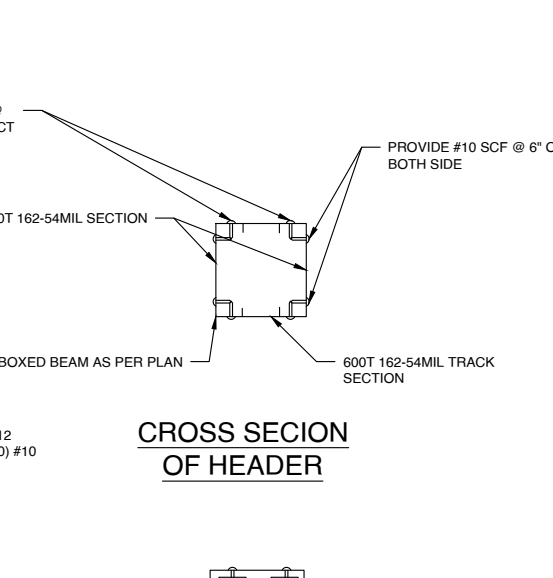 CT
PROVIDE #10 SCF @ 6"
BOTH SIDE
162-54MIL SECTION
BOXED BEAM AS PER PLAN
600T 162-54MIL TRACK
SECTION
12
#10
CROSS SECION
OF HEADER